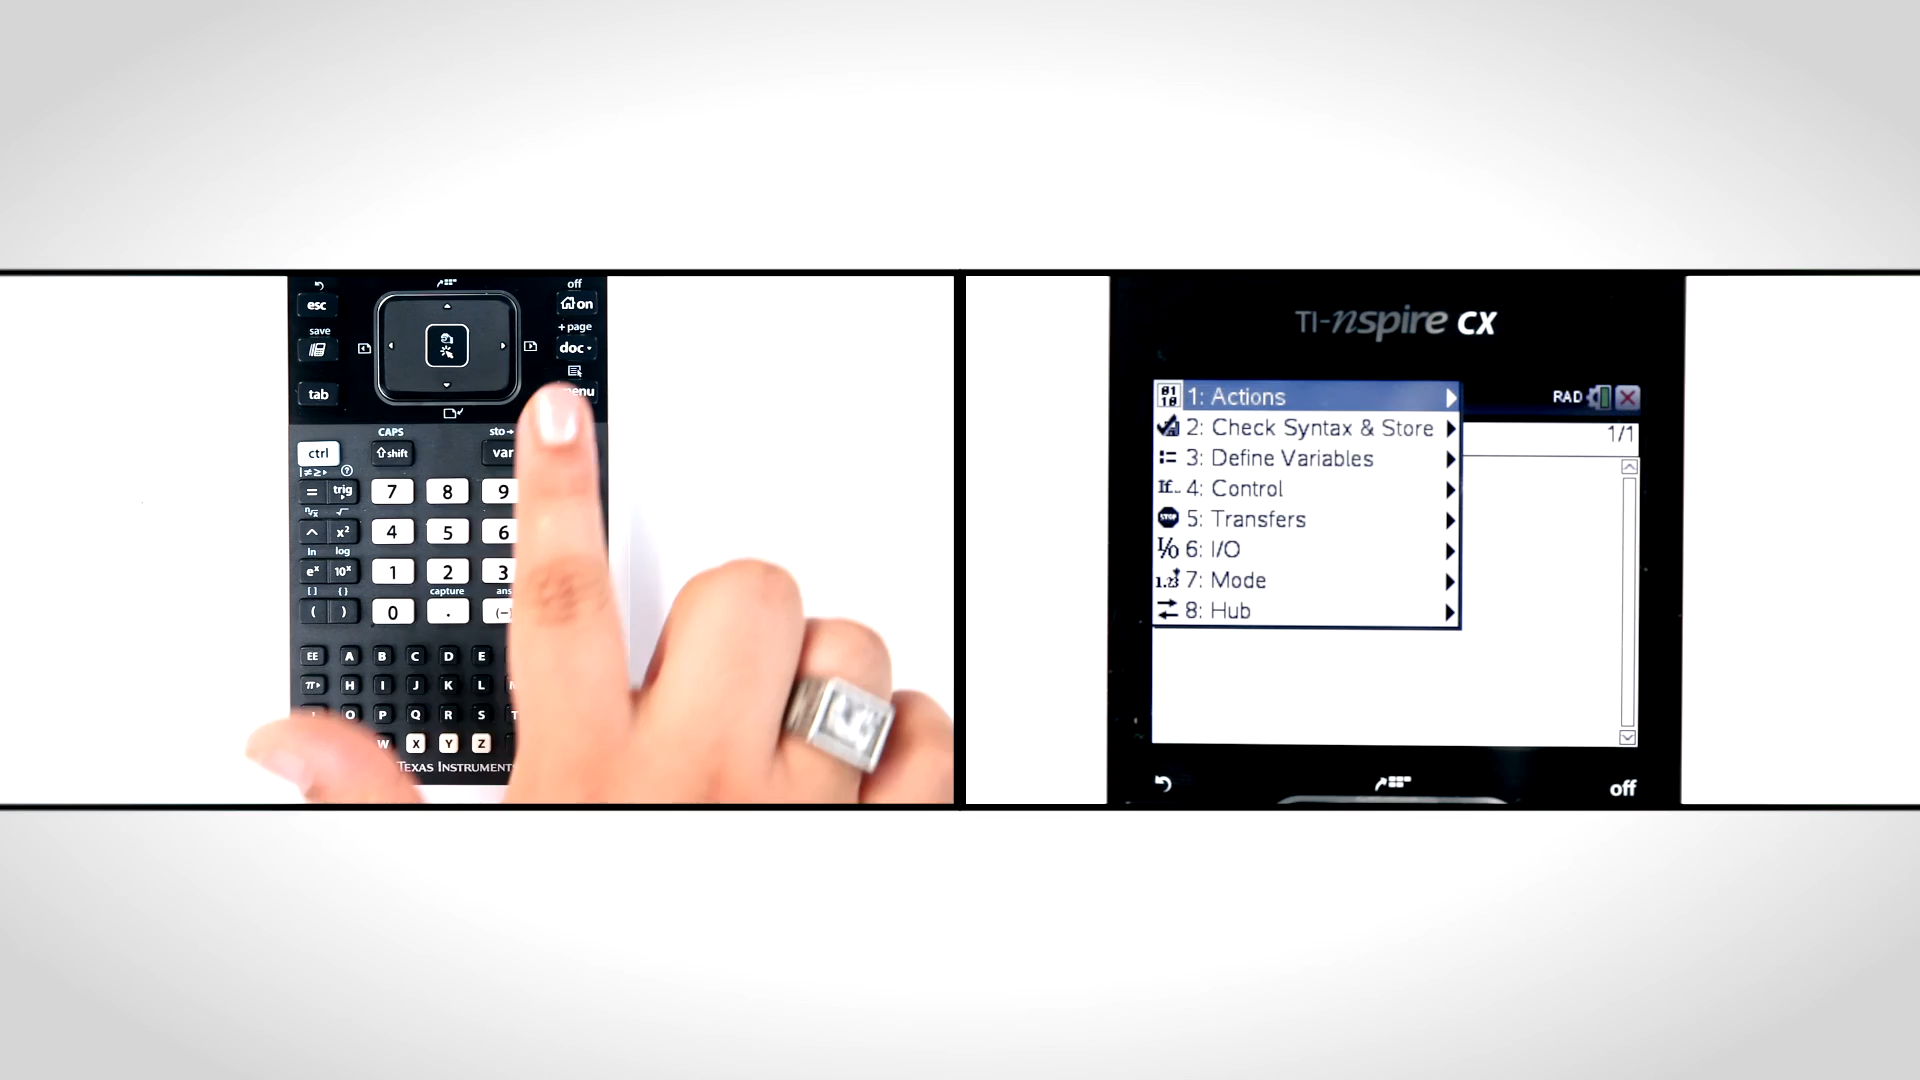 off
esc
on
save
+page
doc
tab
CAPS
sto→
ctrl
⇧shift
var
=
trig
7
8
9
^
x²
4
5
6
ln
log
eˣ
10ˣ
1
2
3
[ ]
{ }
capture
ans
(
)
0
.
(−)
EE
A
B
C
D
E
π▸
H
I
J
K
L
O
P
Q
R
S
T
W
X
Y
Z
TEXAS INSTRUMENTS
TI-nspire CX
1: Actions
RAD
2: Check Syntax & Store
1/1
3: Define Variables
If.. 4: Control
STOP 5: Transfers
I/O 6: I/O
7: Mode
8: Hub
off